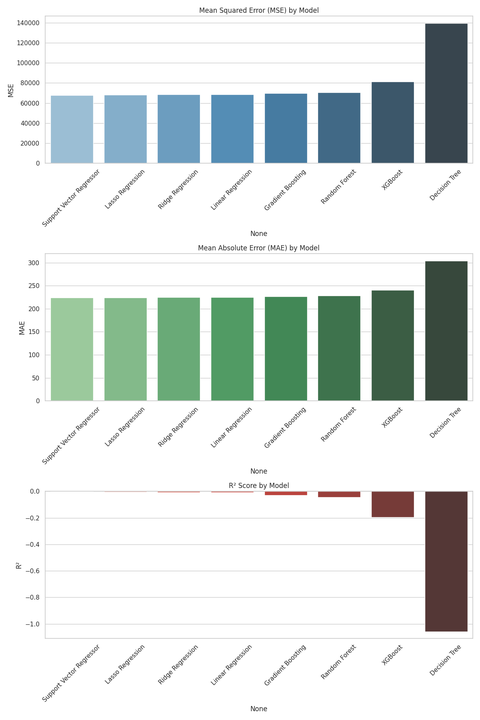 Mean Squared Error (MSE) by Model
MSE
140000
120000
100000
80000
60000
40000
20000
0
Support Vector Regressor
Lasso Regression
Ridge Regression
Linear Regression
Gradient Boosting
Random Forest
XGBoost
Decision Tree
None
Mean Absolute Error (MAE) by Model
MAE
300
250
200
150
100
50
0
Support Vector Regressor
Lasso Regression
Ridge Regression
Linear Regression
Gradient Boosting
Random Forest
XGBoost
Decision Tree
None
R² Score by Model
R²
0.0
−0.2
−0.4
−0.6
−0.8
−1.0
Support Vector Regressor
Lasso Regression
Ridge Regression
Linear Regression
Gradient Boosting
Random Forest
XGBoost
Decision Tree
None